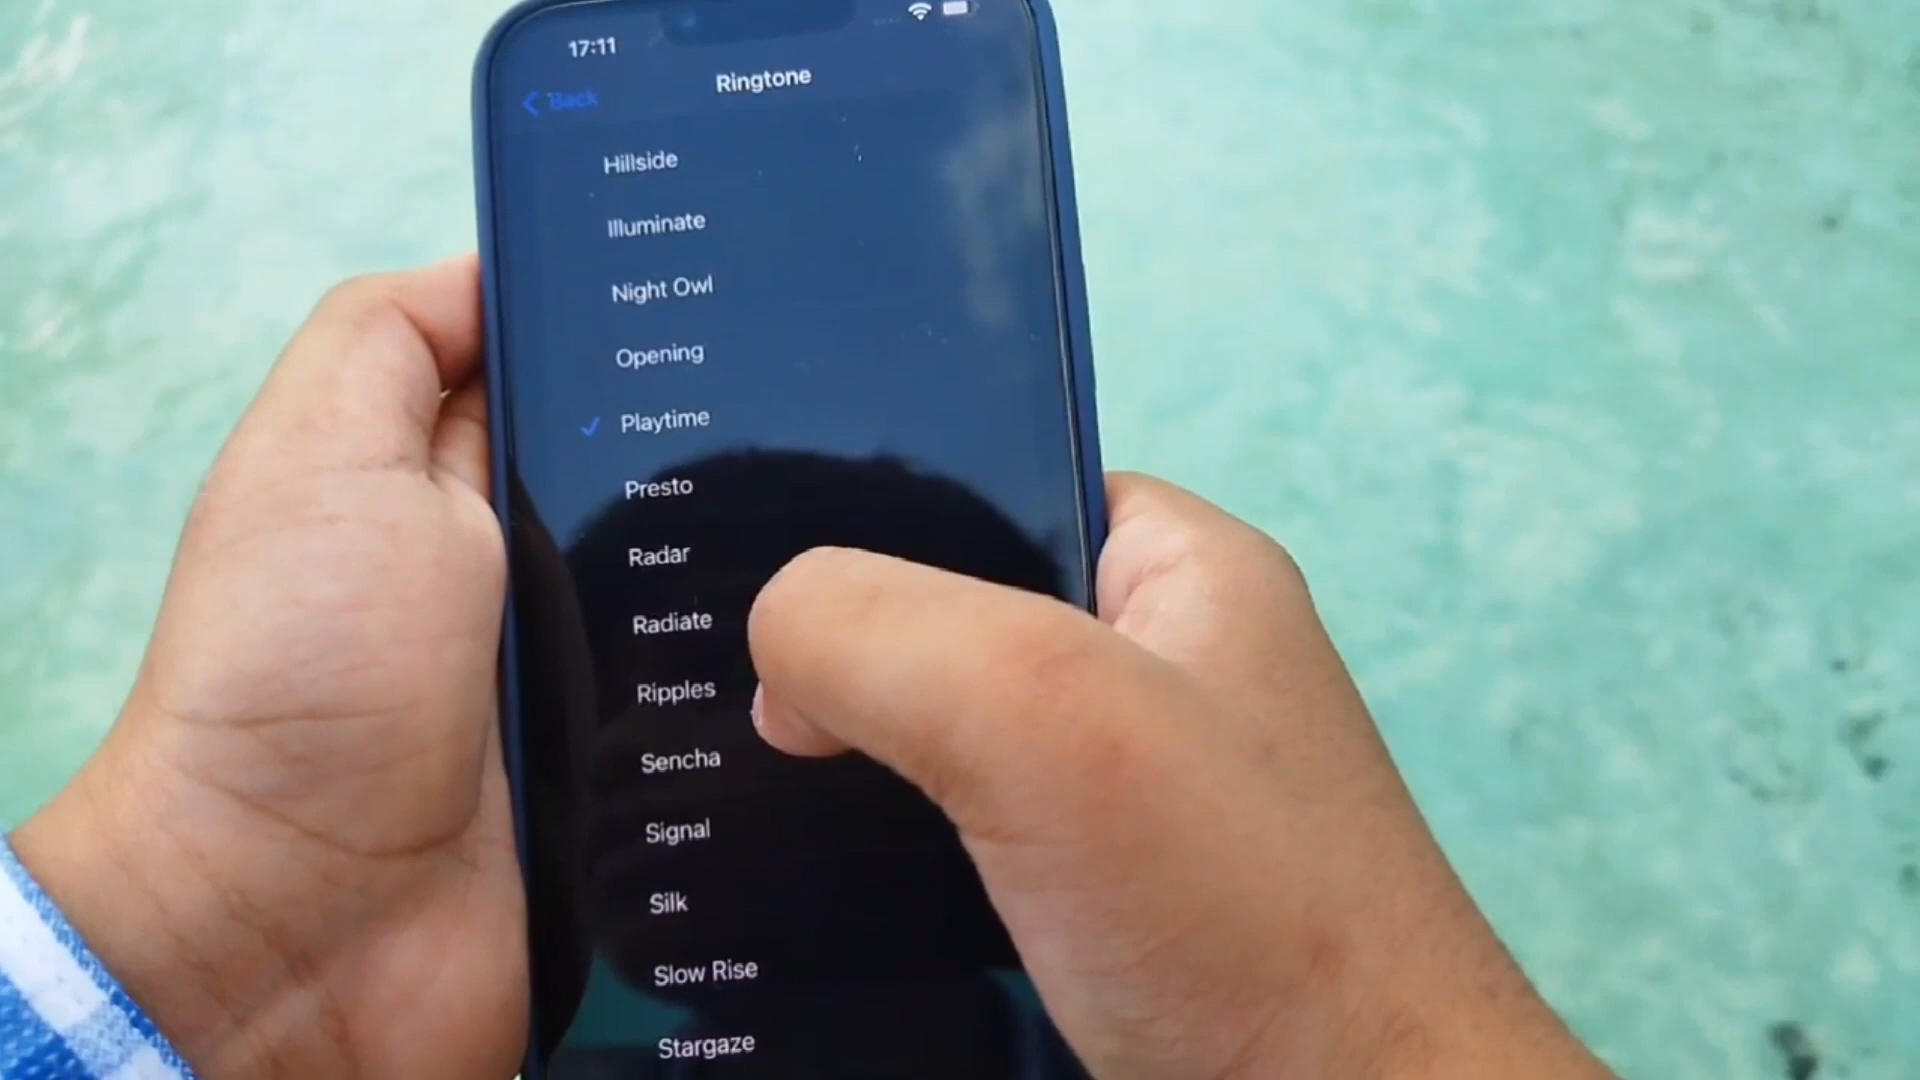 17:11
Back
Ringtone
Hillside
Illuminate
Night Owl
Opening
Playtime
Presto
Radar
Radiate
Ripples
Sencha
Signal
Silk
Slow Rise
Stargaze